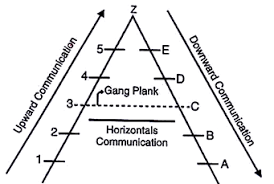 Z
Upward Communication
Downward Communication
5 E
4 D
Gang Plank
3 C
Horizontals
Communication
2 B
1 A